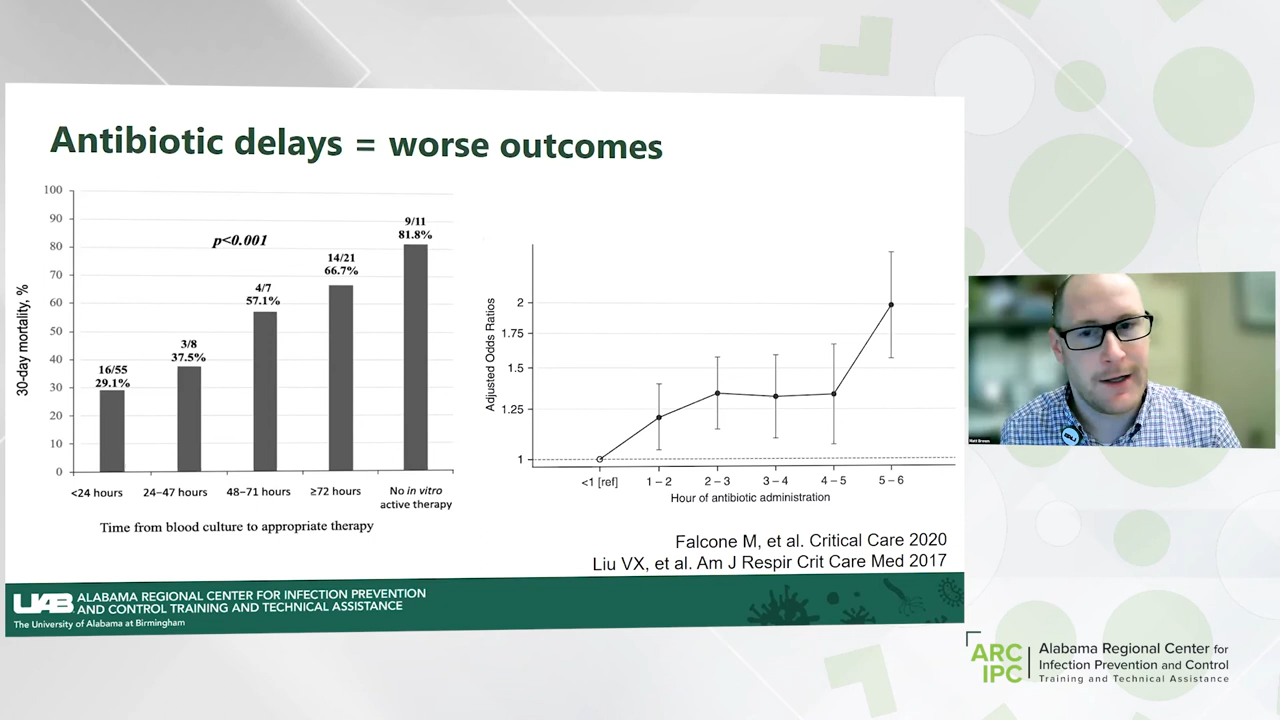 Antibiotic delays = worse outcomes
100
90
80
70
60
50
40
30
20
10
0
30-day mortality, %
p<0.001
16/55
29.1%
3/8
37.5%
4/7
57.1%
14/21
66.7%
9/11
81.8%
<24 hours
24–47 hours
48–71 hours
≥72 hours
No in vitro
active therapy
Time from blood culture to appropriate therapy
Adjusted Odds Ratios
2
1.75
1.5
1.25
1
<1 [ref]
1 – 2
2 – 3
3 – 4
4 – 5
5 – 6
Hour of antibiotic administration
Falcone M, et al. Critical Care 2020
Liu VX, et al. Am J Respir Crit Care Med 2017
UAB
ALABAMA REGIONAL CENTER FOR INFECTION PREVENTION
AND CONTROL TRAINING AND TECHNICAL ASSISTANCE
The University of Alabama at Birmingham
Matt Brown
ARC
IPC
Alabama Regional Center for
Infection Prevention and Control
Training and Technical Assistance